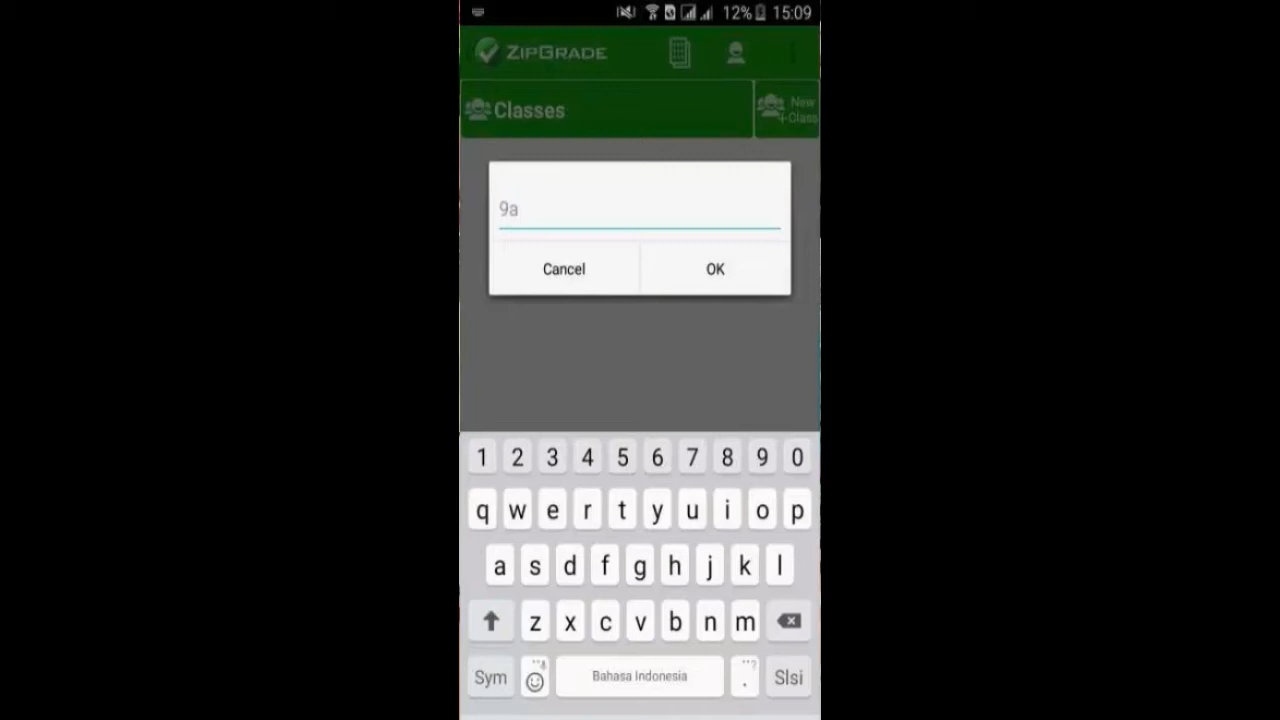 12% 15:09
ZIPGRADE
Classes
New
+Class
9a
Cancel OK
1 2 3 4 5 6 7 8 9 0
q w e r t y u i o p
a s d f g h j k l
z x c v b n m
Sym Bahasa Indonesia . Slsi